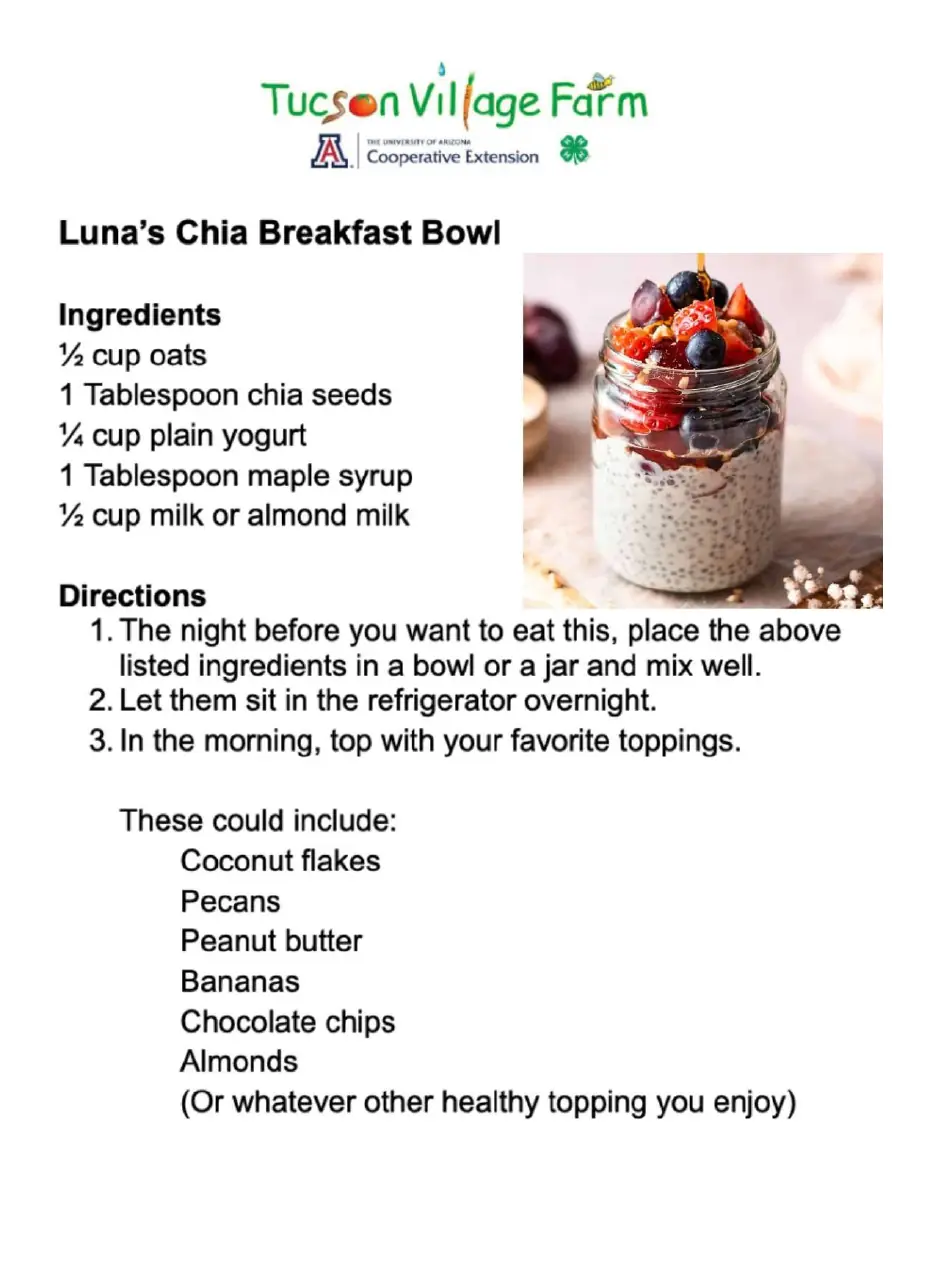 Tucson Village Farm
THE UNIVERSITY OF ARIZONA
Cooperative Extension
Luna’s Chia Breakfast Bowl
Ingredients
½ cup oats
1 Tablespoon chia seeds
¼ cup plain yogurt
1 Tablespoon maple syrup
½ cup milk or almond milk
Directions
1. The night before you want to eat this, place the above
listed ingredients in a bowl or a jar and mix well.
2. Let them sit in the refrigerator overnight.
3. In the morning, top with your favorite toppings.
These could include:
Coconut flakes
Pecans
Peanut butter
Bananas
Chocolate chips
Almonds
(Or whatever other healthy topping you enjoy)